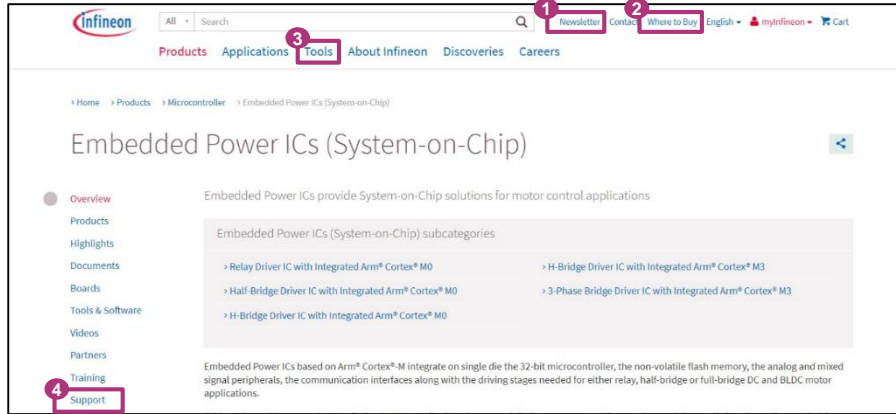 infineon
All Search
1
Newsletter Contact
2
Where to Buy English myInfineon Cart
Products Applications
3
Tools About Infineon Discoveries Careers
› Home › Products › Microcontroller › Embedded Power ICs (System-on-Chip)
Embedded Power ICs (System-on-Chip)
Overview
Products
Highlights
Documents
Boards
Tools & Software
Videos
Partners
Training
4
Support
Embedded Power ICs provide System-on-Chip solutions for motor control applications
Embedded Power ICs (System-on-Chip) subcategories
› Relay Driver IC with Integrated Arm® Cortex® M0
› Half-Bridge Driver IC with Integrated Arm® Cortex® M0
› H-Bridge Driver IC with Integrated Arm® Cortex® M0
› H-Bridge Driver IC with Integrated Arm® Cortex® M3
› 3-Phase Bridge Driver IC with Integrated Arm® Cortex® M3
Embedded Power ICs based on Arm® Cortex®-M integrate on single die the 32-bit microcontroller, the non-volatile flash memory, the analog and mixed
signal peripherals, the communication interfaces along with the driving stages needed for either relay, half-bridge or full-bridge DC and BLDC motor
applications.